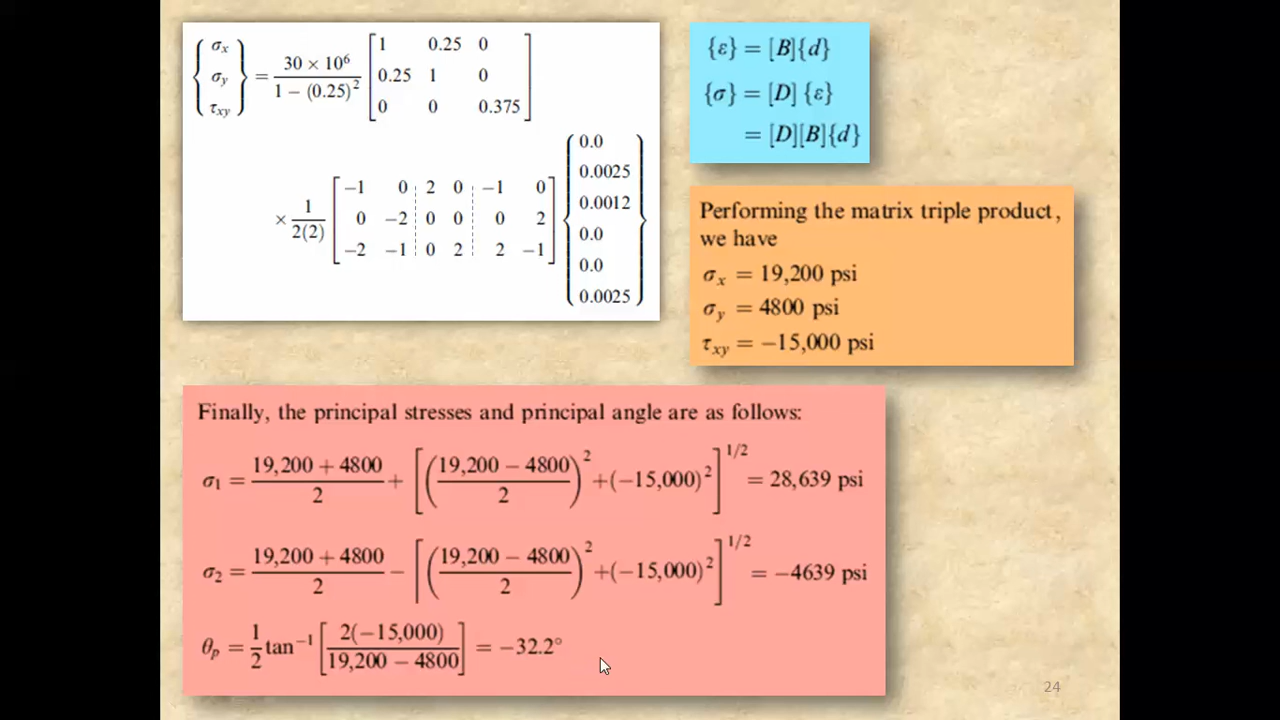 {σx σy τxy} = 30 × 10⁶ / 1 − (0.25)² [1 0.25 0
0.25 1 0
0 0 0.375]
× 1/2(2) [−1 0 2 0 −1 0
0 −2 0 0 0 2
−2 −1 0 2 2 −1]
{0.0
0.0025
0.0012
0.0
0.0
0.0025}
{ε} = [B]{d}
{σ} = [D] {ε}
= [D][B]{d}
Performing the matrix triple product,
we have
σx = 19,200 psi
σy = 4800 psi
τxy = −15,000 psi
Finally, the principal stresses and principal angle are as follows:
σ1 = 19,200 + 4800 / 2 + [(19,200 − 4800 / 2)² +(−15,000)²]^1/2 = 28,639 psi
σ2 = 19,200 + 4800 / 2 − [(19,200 − 4800 / 2)² +(−15,000)²]^1/2 = −4639 psi
θp = 1/2 tan⁻¹ [2(−15,000) / 19,200 − 4800] = −32.2°
24